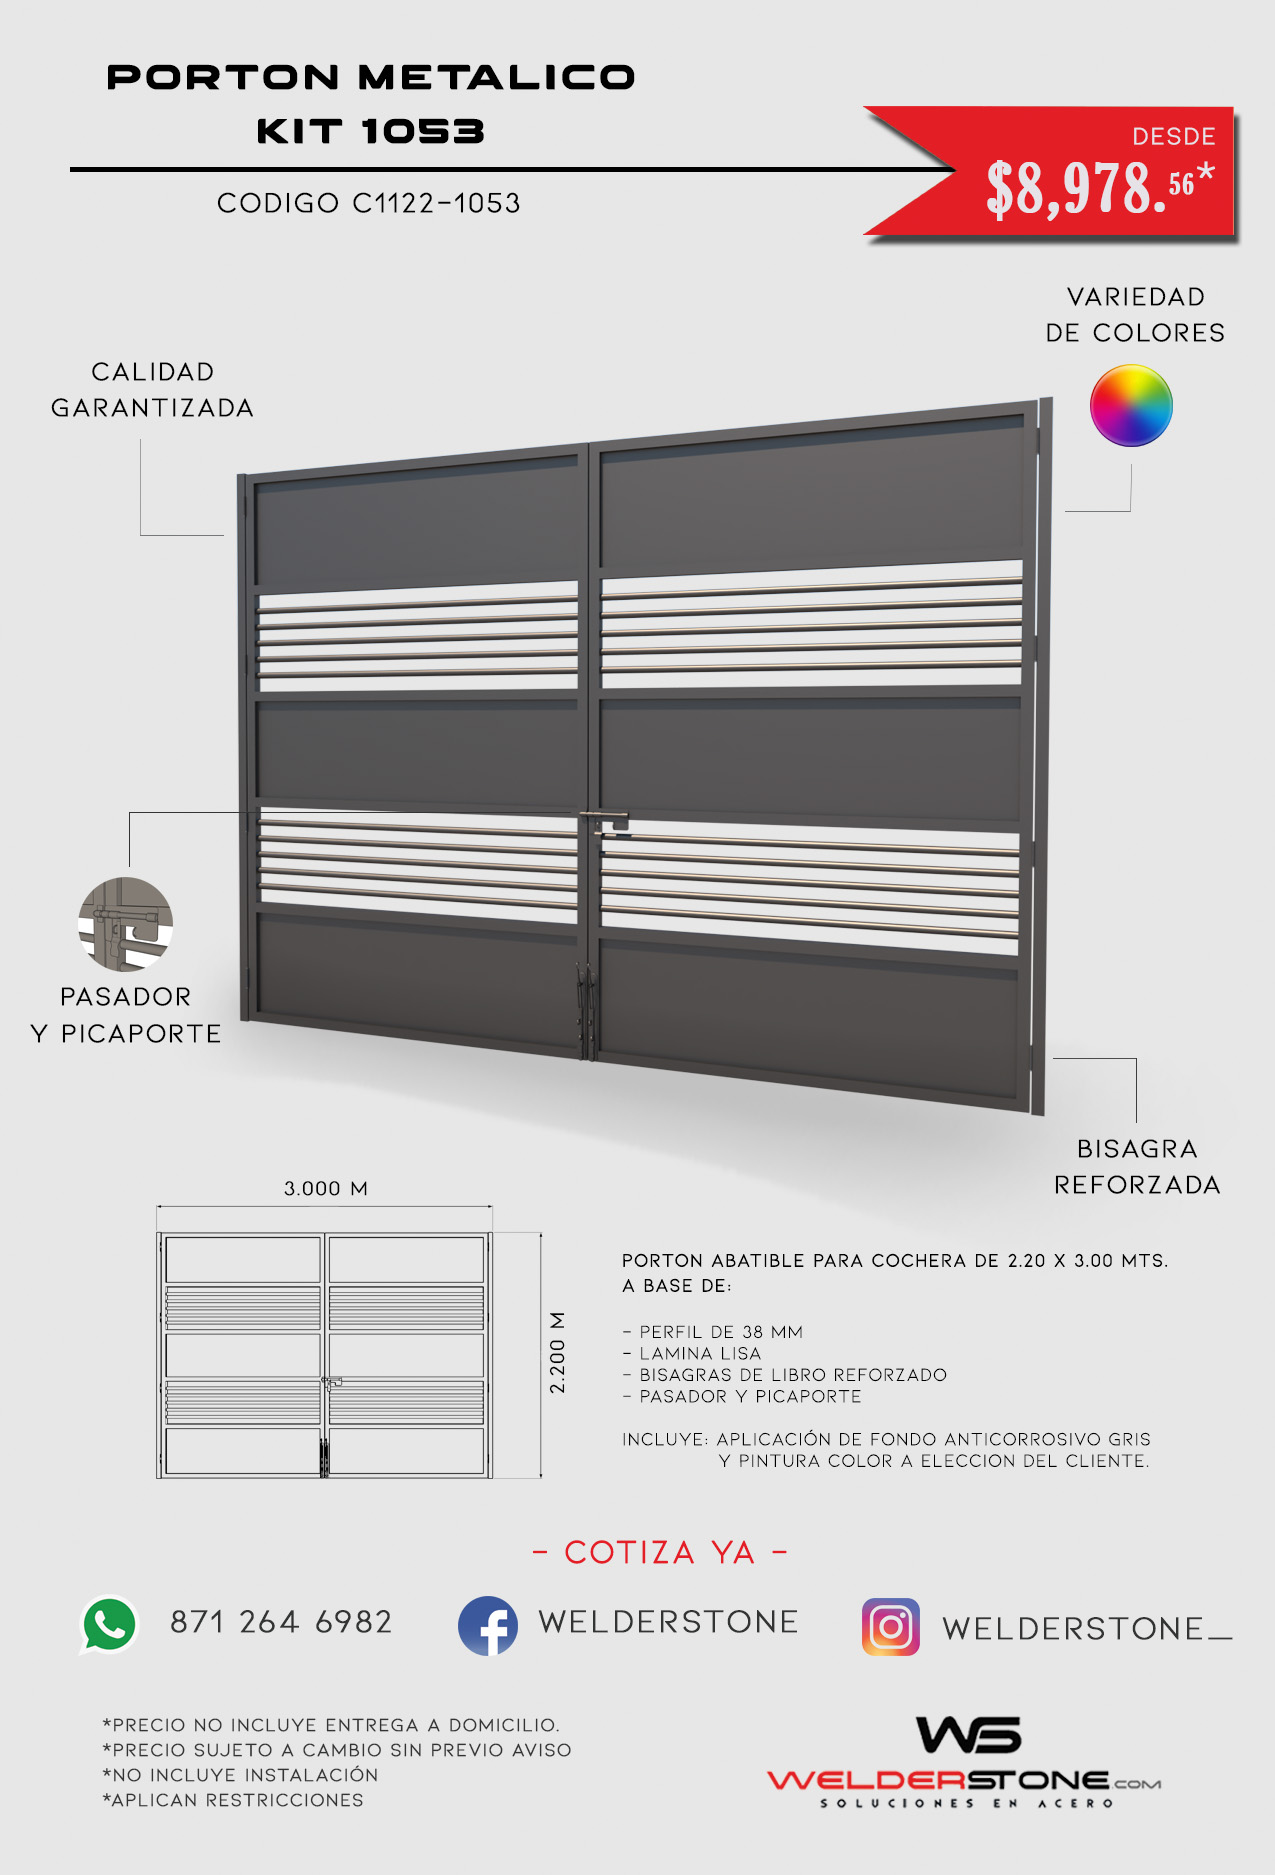 PORTON METALICO
KIT 1053
CODIGO C1122-1053
DESDE
$8,978.56*
VARIEDAD
DE COLORES
CALIDAD
GARANTIZADA
PASADOR
Y PICAPORTE
BISAGRA
REFORZADA
3.000 M
2.200 M
PORTON ABATIBLE PARA COCHERA DE 2.20 X 3.00 MTS.
A BASE DE:
- PERFIL DE 38 MM
- LAMINA LISA
- BISAGRAS DE LIBRO REFORZADO
- PASADOR Y PICAPORTE
INCLUYE: APLICACIÓN DE FONDO ANTICORROSIVO GRIS
Y PINTURA COLOR A ELECCION DEL CLIENTE.
- COTIZA YA -
871 264 6982
WELDERSTONE
WELDERSTONE_
*PRECIO NO INCLUYE ENTREGA A DOMICILIO.
*PRECIO SUJETO A CAMBIO SIN PREVIO AVISO
*NO INCLUYE INSTALACIÓN
*APLICAN RESTRICCIONES
WS
WELDERSTONE.COM
SOLUCIONES EN ACERO